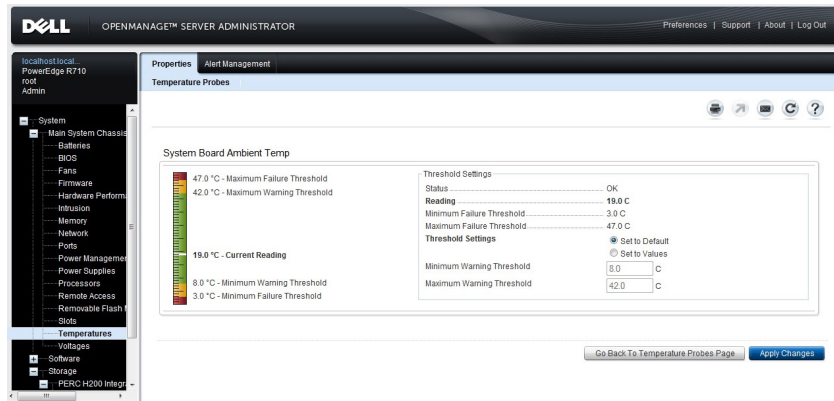 DELL
OPENMANAGE™ SERVER ADMINISTRATOR
Preferences | Support | About | Log Out
localhost.local...
PowerEdge R710
root
Admin
Properties
Alert Management
Temperature Probes
System
Main System Chassis
Batteries
BIOS
Fans
Firmware
Hardware Performa
Intrusion
Memory
Network
Ports
Power Managemen
Power Supplies
Processors
Remote Access
Removable Flash M
Slots
Temperatures
Voltages
Software
Storage
PERC H200 Integra
System Board Ambient Temp
47.0 °C - Maximum Failure Threshold
42.0 °C - Maximum Warning Threshold
19.0 °C - Current Reading
8.0 °C - Minimum Warning Threshold
3.0 °C - Minimum Failure Threshold
Threshold Settings
Status OK
Reading 19.0 C
Minimum Failure Threshold 3.0 C
Maximum Failure Threshold 47.0 C
Threshold Settings Set to Default
Set to Values
Minimum Warning Threshold 8.0 C
Maximum Warning Threshold 42.0 C
Go Back To Temperature Probes Page
Apply Changes